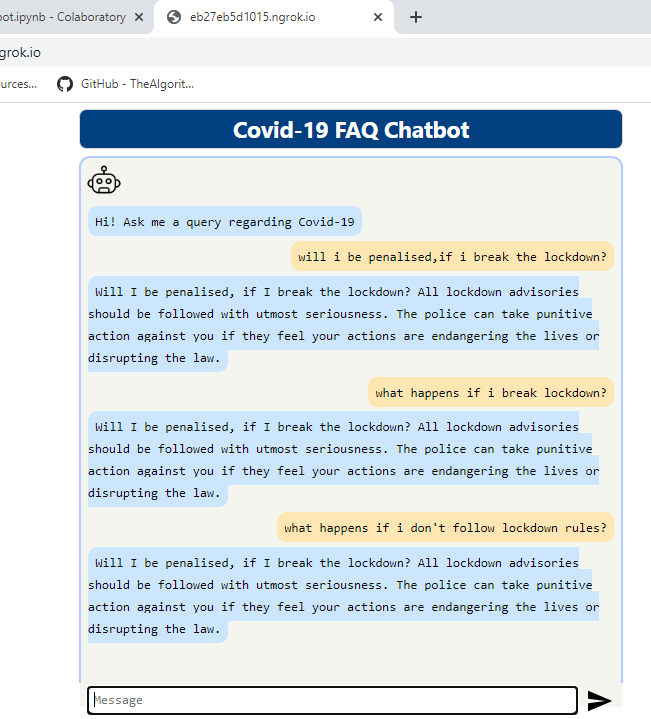 bot.ipynb - Colaboratory
eb27eb5d1015.ngrok.io
grok.io
urces...
GitHub - TheAlgorit...
Covid-19 FAQ Chatbot
Hi! Ask me a query regarding Covid-19
will i be penalised,if i break the lockdown?
Will I be penalised, if I break the lockdown? All lockdown advisories
should be followed with utmost seriousness. The police can take punitive
action against you if they feel your actions are endangering the lives or
disrupting the law.
what happens if i break lockdown?
Will I be penalised, if I break the lockdown? All lockdown advisories
should be followed with utmost seriousness. The police can take punitive
action against you if they feel your actions are endangering the lives or
disrupting the law.
what happens if i don't follow lockdown rules?
Will I be penalised, if I break the lockdown? All lockdown advisories
should be followed with utmost seriousness. The police can take punitive
action against you if they feel your actions are endangering the lives or
disrupting the law.
Message